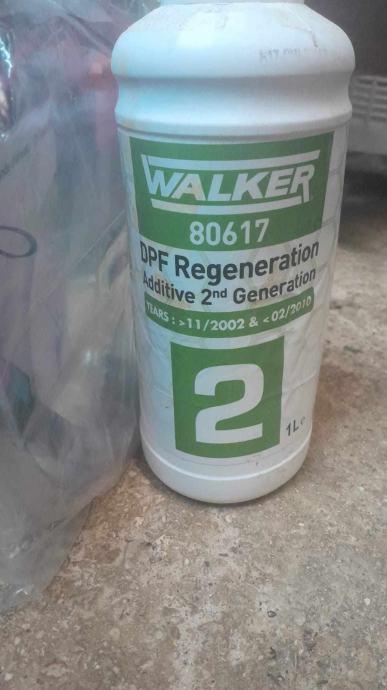 WALKER
80617
DPF Regeneration
Additive 2nd Generation
YEARS : >11/2002 & <02/2010
2
1L e